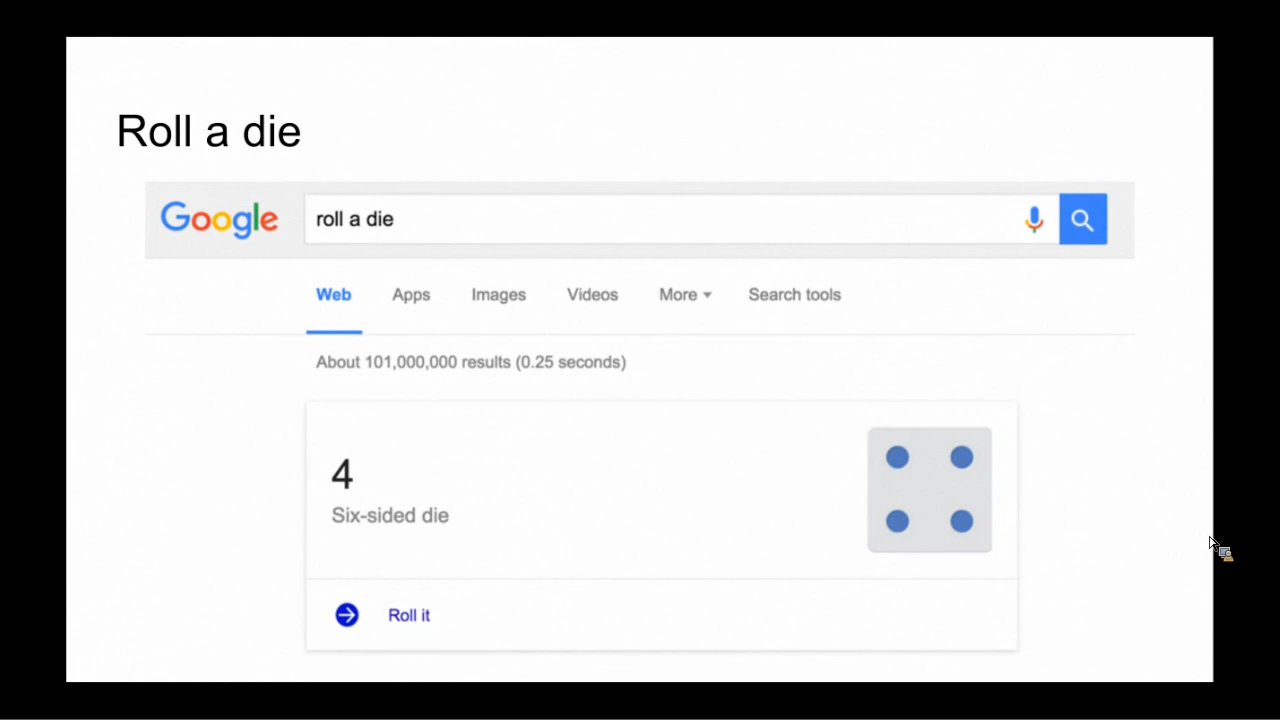 Roll a die
Google roll a die
Web Apps Images Videos More Search tools
About 101,000,000 results (0.25 seconds)
4
Six-sided die
Roll it